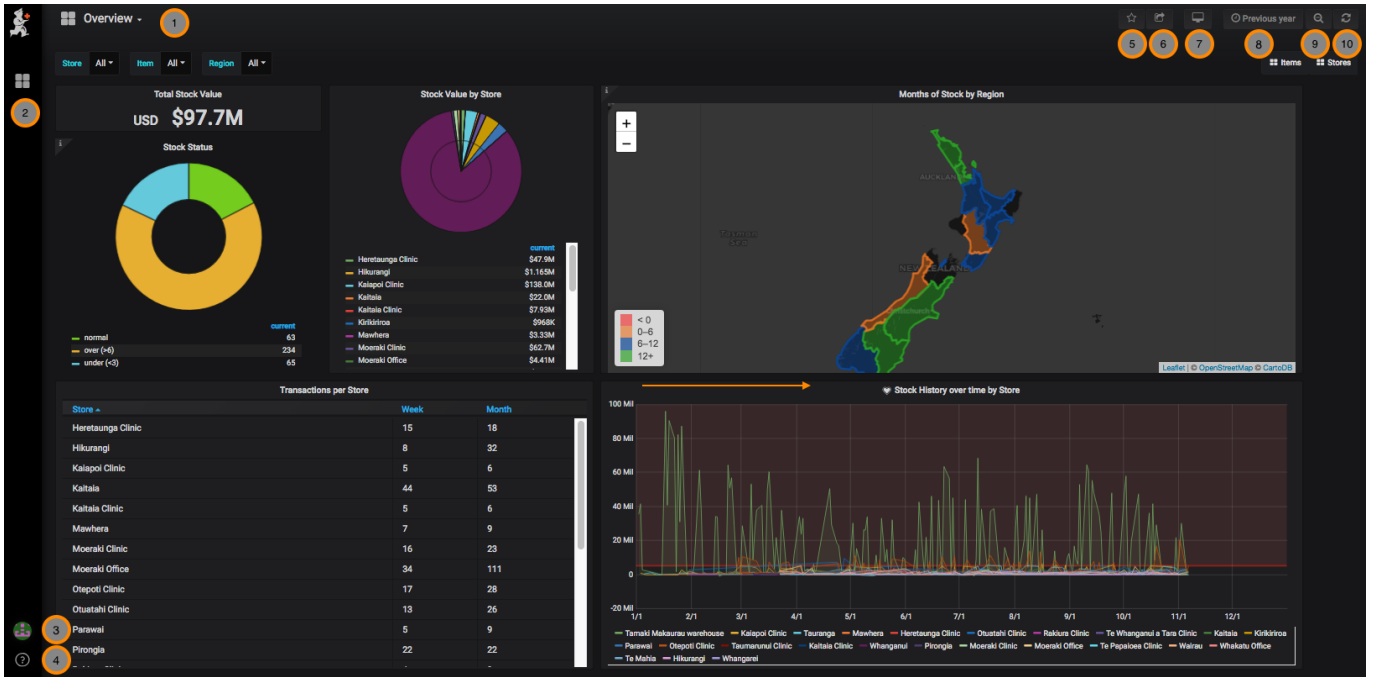 Overview
1
5
6
7
Previous year
8
9
10
Store All
Item All
Region All
Items
Stores
2
Total Stock Value
USD $97.7M
Stock Status
current
normal 63
over (>6) 234
under (<3) 65
Stock Value by Store
current
Heretaunga Clinic $47.9M
Hikurangi $1.165M
Kaiapoi Clinic $138.0M
Kaitaia $22.0M
Kaitaia Clinic $7.93M
Kirikiriroa $968K
Mawhera $3.33M
Moeraki Clinic $62.7M
Moeraki Office $4.41M
Months of Stock by Region
+
−
AUCKLAND
Tasman
Sea
NEW ZEALAND
< 0
0–6
6–12
12+
Leaflet | © OpenStreetMap © CartoDB
Transactions per Store
Store Week Month
Heretaunga Clinic 15 18
Hikurangi 8 32
Kaiapoi Clinic 5 6
Kaitaia 44 53
Kaitaia Clinic 5 6
Mawhera 7 9
Moeraki Clinic 16 23
Moeraki Office 34 111
Otepoti Clinic 17 28
Otuatahi Clinic 13 26
Parawai 5 9
Pirongia 22 22
3
4
?
Stock History over time by Store
100 Mil
80 Mil
60 Mil
40 Mil
20 Mil
0
-20 Mil
1/1 2/1 3/1 4/1 5/1 6/1 7/1 8/1 9/1 10/1 11/1 12/1
Tamaki Makaurau warehouse Kaiapoi Clinic Tauranga Mawhera Heretaunga Clinic Otuatahi Clinic Rakiura Clinic Te Whanganui a Tara Clinic Kaitaia Kirikiriroa
Parawai Otepoti Clinic Taumarunui Clinic Kaitaia Clinic Whanganui Pirongia Moeraki Clinic Moeraki Office Te Papaioea Clinic Wairau Whakatu Office
Te Mahia Hikurangi Whangarei